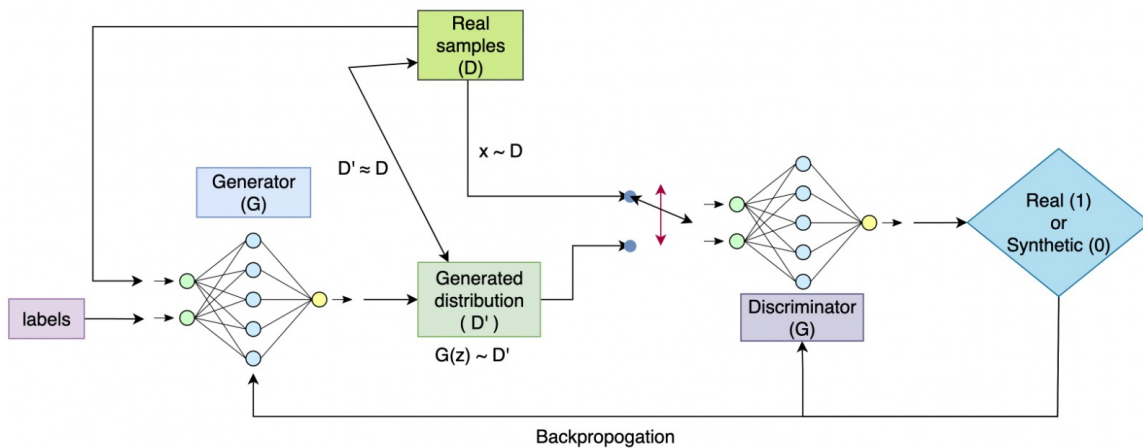 Real
samples
(D)
D' ≈ D
x ~ D
Generator
(G)
Real (1)
or
Synthetic (0)
labels
Generated
distribution
( D' )
G(z) ~ D'
Discriminator
(G)
Backpropogation